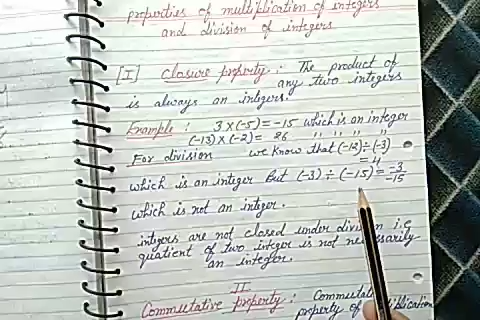 properties of multiplication of integers
and division of integers
[I] Closure property : The product of
any two integers
is always an integers.
Example : 3 × (-5) = -15 which is an integer
(-13) × (-2) = 26 " " " "
For division we know that (-12) ÷ (-3)
= 4
which is an integer But (-3) ÷ (-15) = -3/-15
which is not an integer.
integers are not closed under division i.e
quatient of two integer is not necessarily
an integer.
II
Commutative property : Commutat
property of multiplication